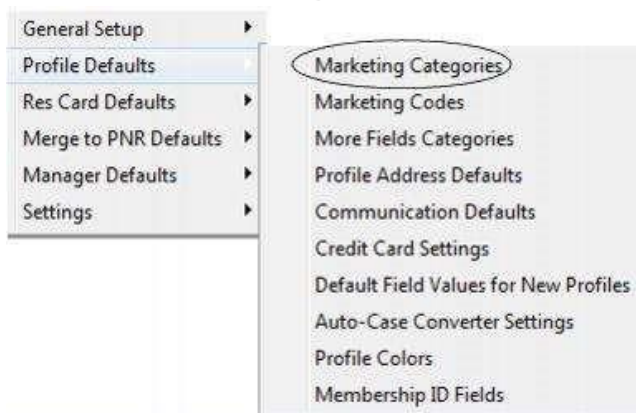 General Setup
Profile Defaults
Res Card Defaults
Merge to PNR Defaults
Manager Defaults
Settings
Marketing Categories
Marketing Codes
More Fields Categories
Profile Address Defaults
Communication Defaults
Credit Card Settings
Default Field Values for New Profiles
Auto-Case Converter Settings
Profile Colors
Membership ID Fields